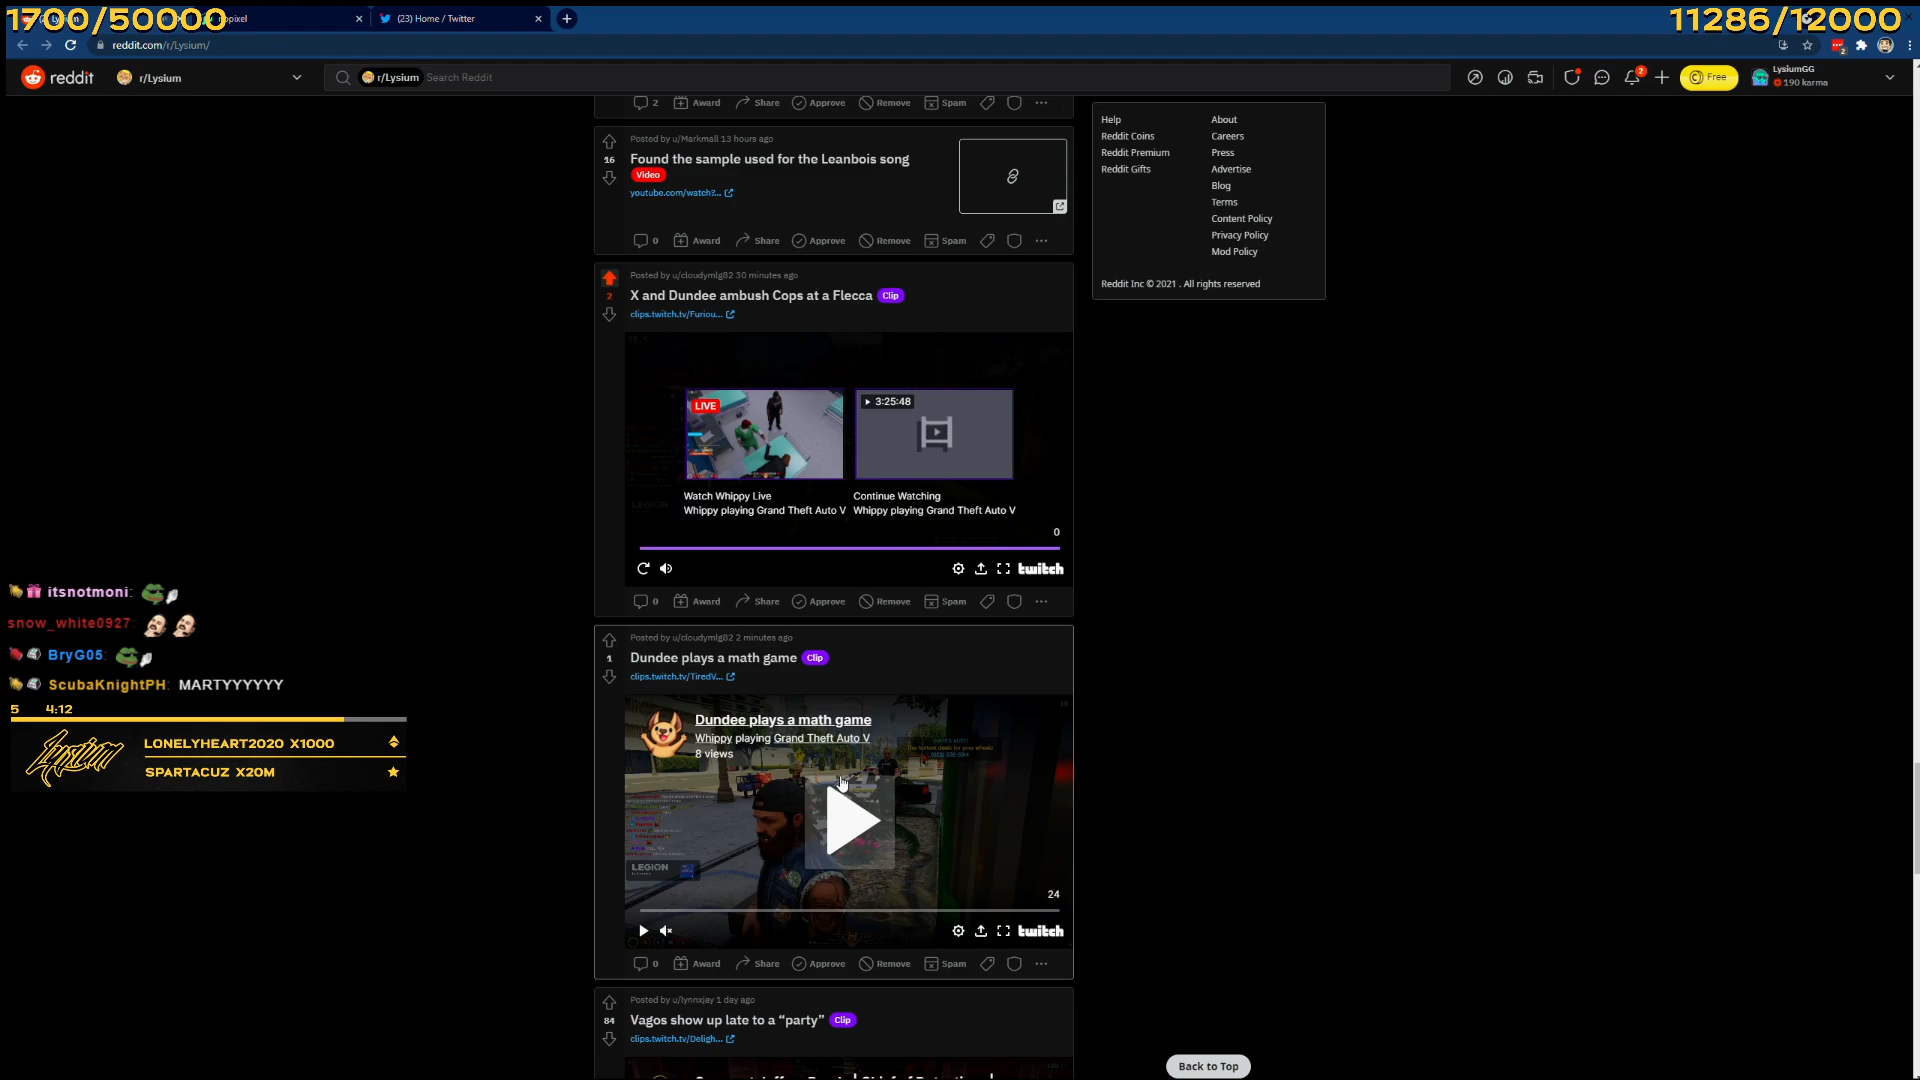 1700/50000
nopixel
(23) Home / Twitter
11286/12000
reddit.com/r/Lysium/
reddit
r/Lysium
r/Lysium
Search Reddit
2
Free
LysiumGG
190 karma
2 Award Share Approve Remove Spam
Posted by u/Markmall 13 hours ago
16
Found the sample used for the Leanbois song
Video
youtube.com/watch?...
0 Award Share Approve Remove Spam
Help
About
Reddit Coins
Careers
Reddit Premium
Press
Reddit Gifts
Advertise
Blog
Terms
Content Policy
Privacy Policy
Mod Policy
Reddit Inc © 2021 . All rights reserved
Posted by u/cloudymlg82 30 minutes ago
2
X and Dundee ambush Cops at a Flecca Clip
clips.twitch.tv/Furiou...
LIVE
3:25:48
Watch Whippy Live
Whippy playing Grand Theft Auto V
Continue Watching
Whippy playing Grand Theft Auto V
LEGION
0
twitch
0 Award Share Approve Remove Spam
itsnotmoni:
snow_white0927:
BryG05:
ScubaKnightPH: MARTYYYYYY
5 4:12
Lysium
LONELYHEART2020 X1000
SPARTACUZ X20M
Posted by u/cloudymlg82 2 minutes ago
1
Dundee plays a math game Clip
clips.twitch.tv/TiredV...
Dundee plays a math game
Whippy playing Grand Theft Auto V
8 views
LEGION
24
twitch
0 Award Share Approve Remove Spam
Posted by u/lynnxjay 1 day ago
84
Vagos show up late to a “party” Clip
clips.twitch.tv/Deligh...
Back to Top